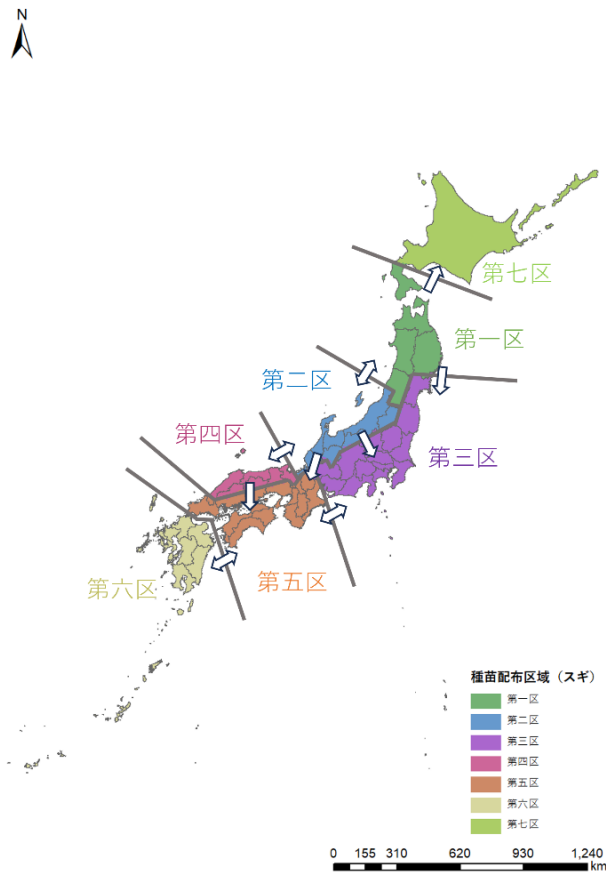 N
第七区
第一区
第二区
第四区
第三区
第五区
第六区
種苗配布区域（スギ）
第一区
第二区
第三区
第四区
第五区
第六区
第七区
0 155 310 620 930 1,240
km